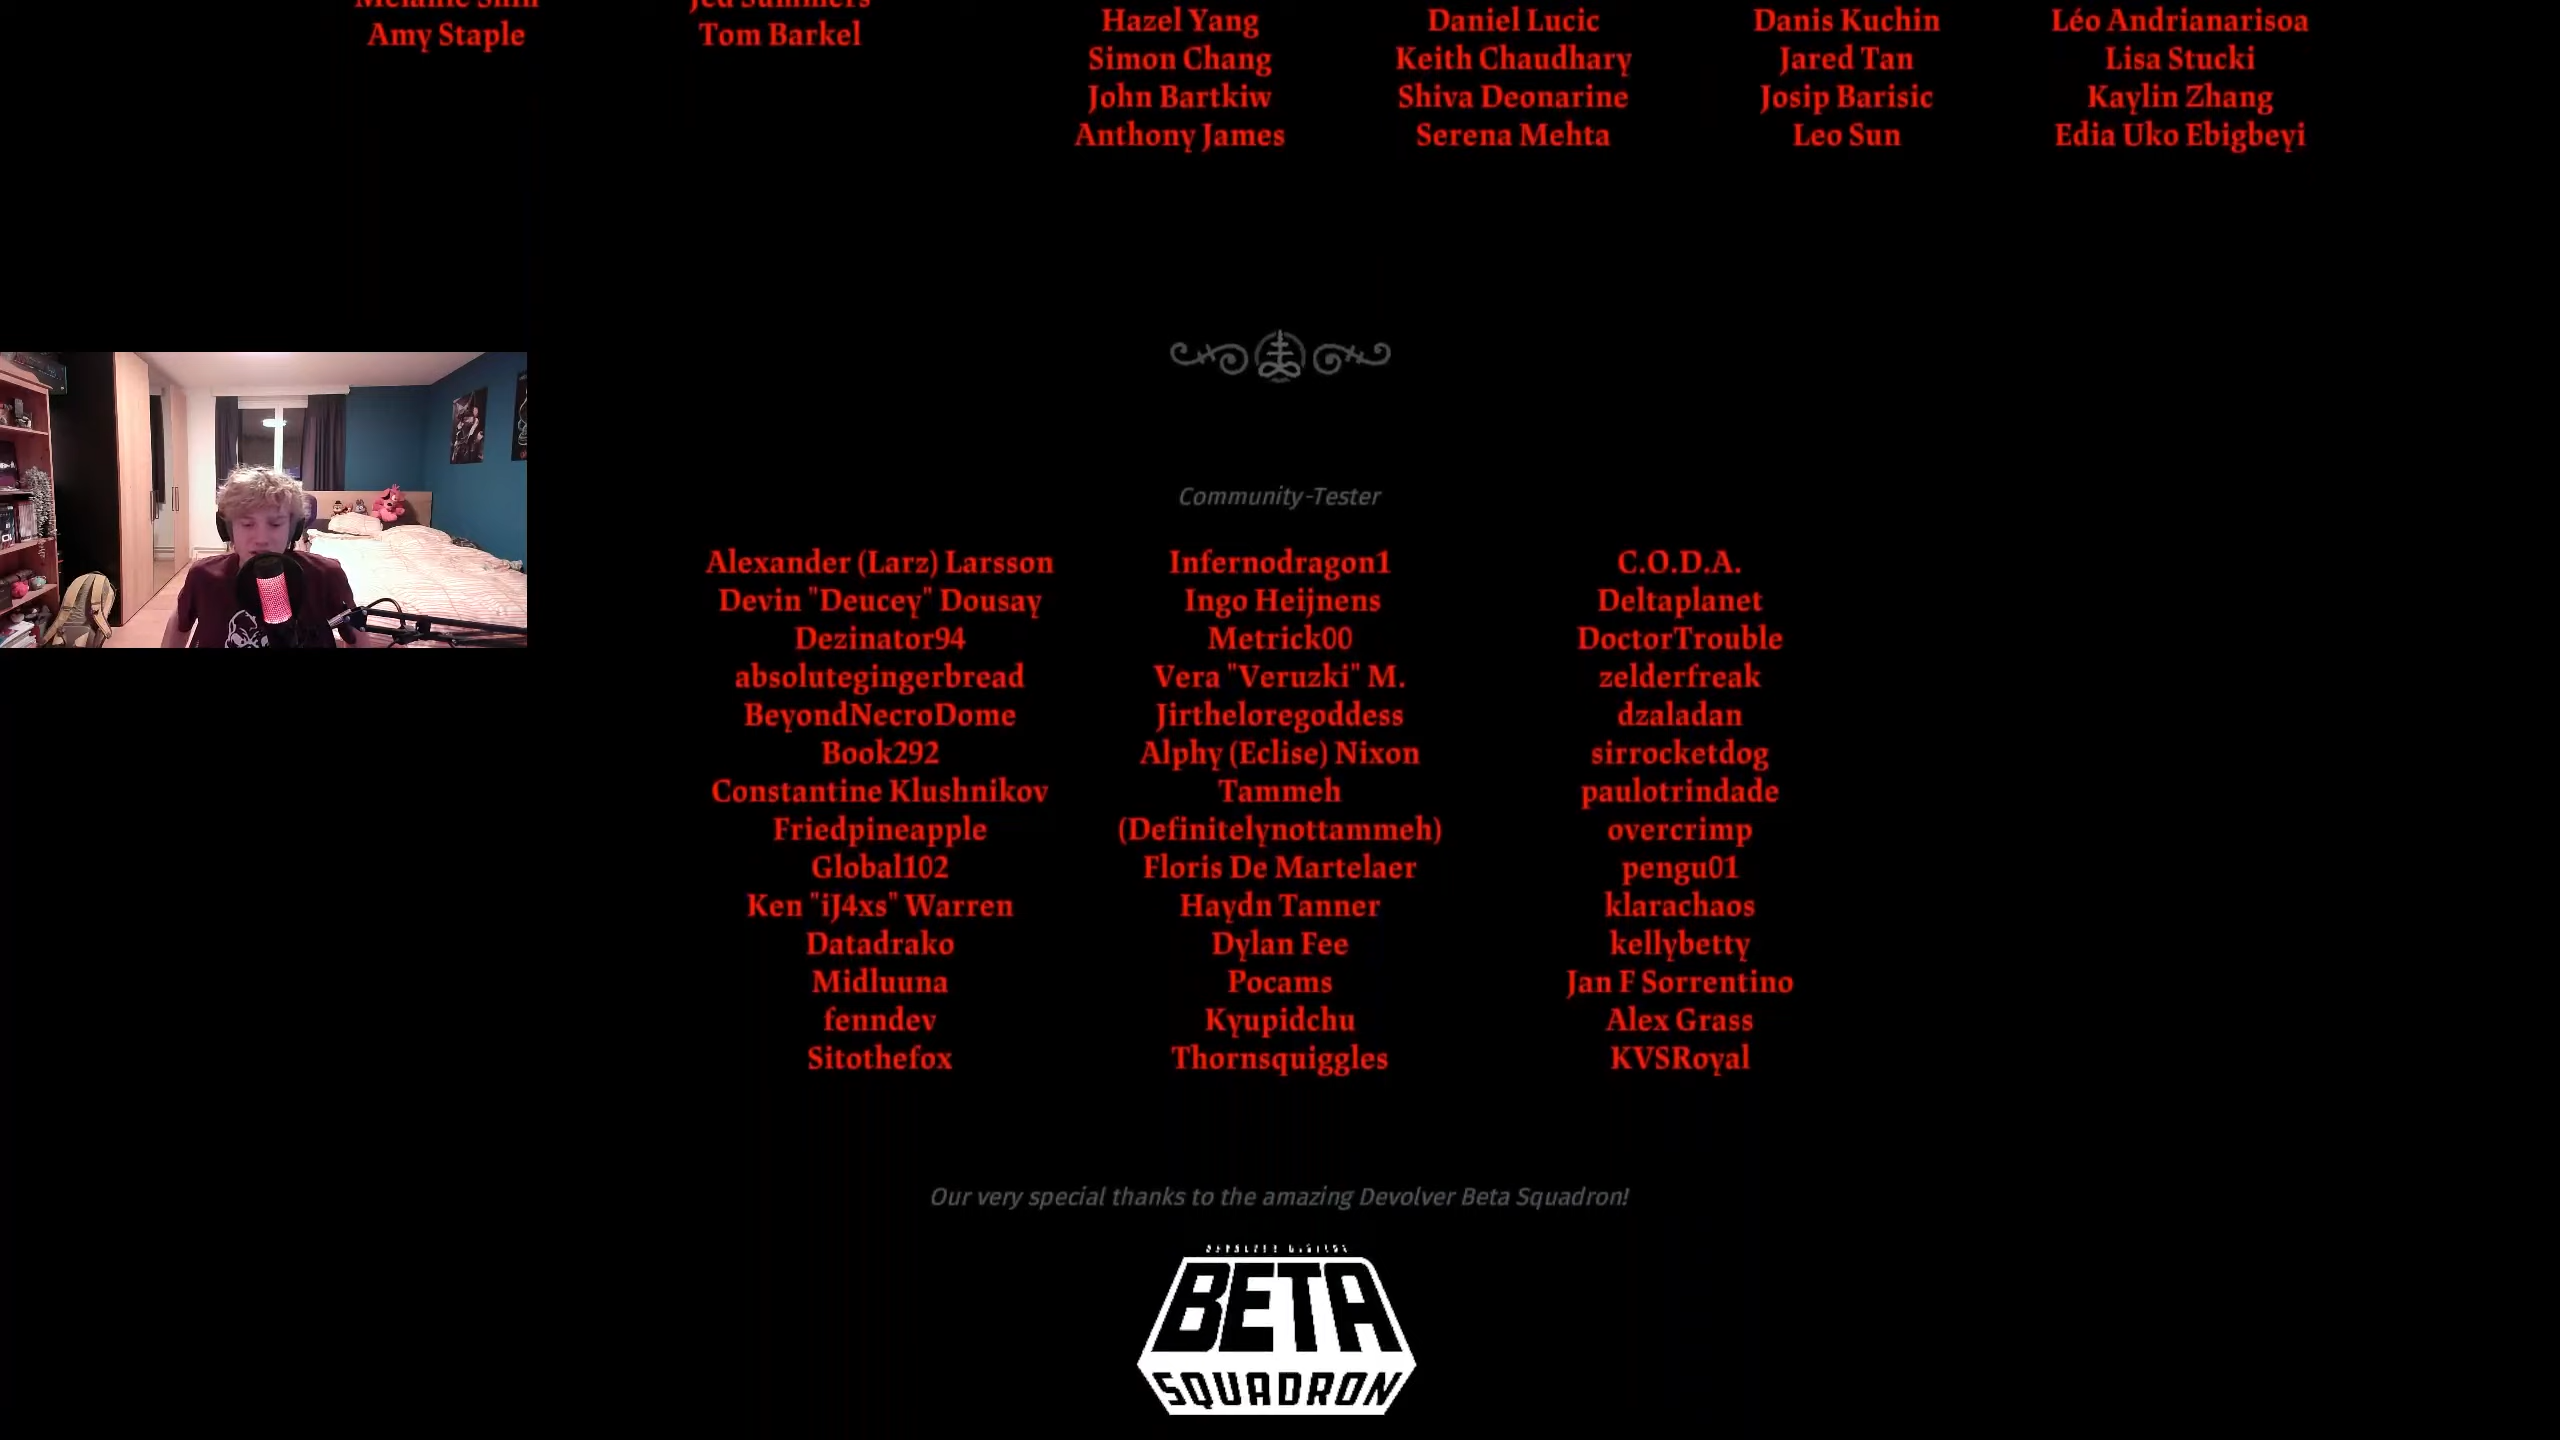 Amy Staple
Tom Barkel
Hazel Yang
Simon Chang
John Bartkiw
Anthony James
Daniel Lucic
Keith Chaudhary
Shiva Deonarine
Serena Mehta
Danis Kuchin
Jared Tan
Josip Barisic
Leo Sun
Léo Andrianarisoa
Lisa Stucki
Kaylin Zhang
Edia Uko Ebigbeyi
Community-Tester
Alexander (Larz) Larsson
Devin "Deucey" Dousay
Dezinator94
absolutegingerbread
BeyondNecroDome
Book292
Constantine Klushnikov
Friedpineapple
Global102
Ken "iJ4xs" Warren
Datadrako
Midluuna
fenndev
Sitothefox
Infernodragon1
Ingo Heijnens
Metrick00
Vera "Veruzki" M.
Jirtheloregoddess
Alphy (Eclise) Nixon
Tammeh
(Definitelynottammeh)
Floris De Martelaer
Haydn Tanner
Dylan Fee
Pocams
Kyupidchu
Thornsquiggles
C.O.D.A.
Deltaplanet
DoctorTrouble
zelderfreak
dzaladan
sirrocketdog
paulotrindade
overcrimp
pengu01
klarachaos
kellybetty
Jan F Sorrentino
Alex Grass
KVSRoyal
Our very special thanks to the amazing Devolver Beta Squadron!
BETA
SQUADRON